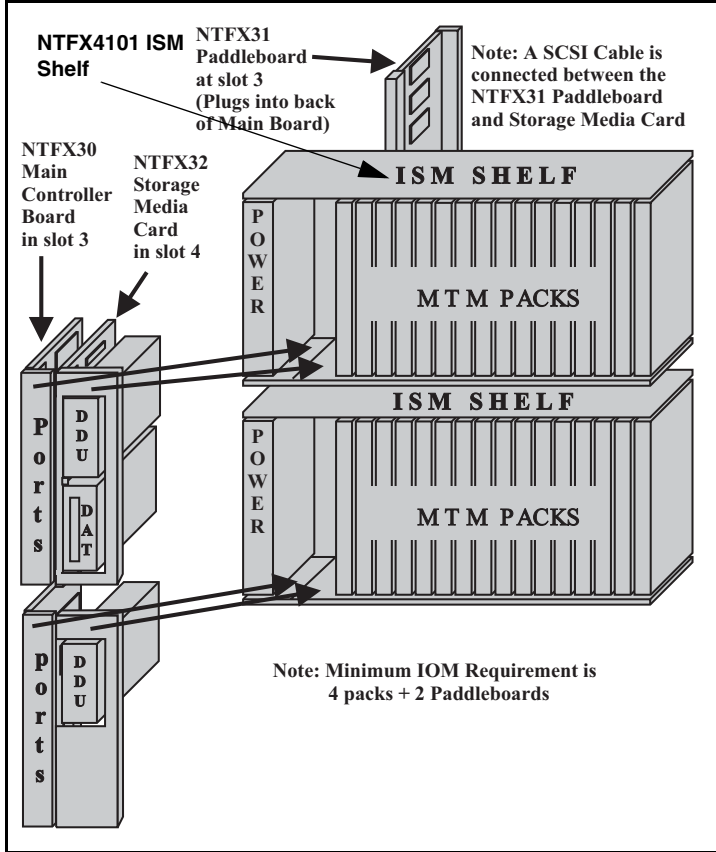 NTFX4101 ISM
Shelf
NTFX31
Paddleboard
at slot 3
(Plugs into back
of Main Board)
Note: A SCSI Cable is
connected between the
NTFX31 Paddleboard
and Storage Media Card
NTFX30
Main
Controller
Board
in slot 3
NTFX32
Storage
Media
Card
in slot 4
ISM SHELF
POWER
MTM PACKS
Ports
DDU
DAT
ISM SHELF
POWER
MTM PACKS
ports
DDU
Note: Minimum IOM Requirement is
4 packs + 2 Paddleboards